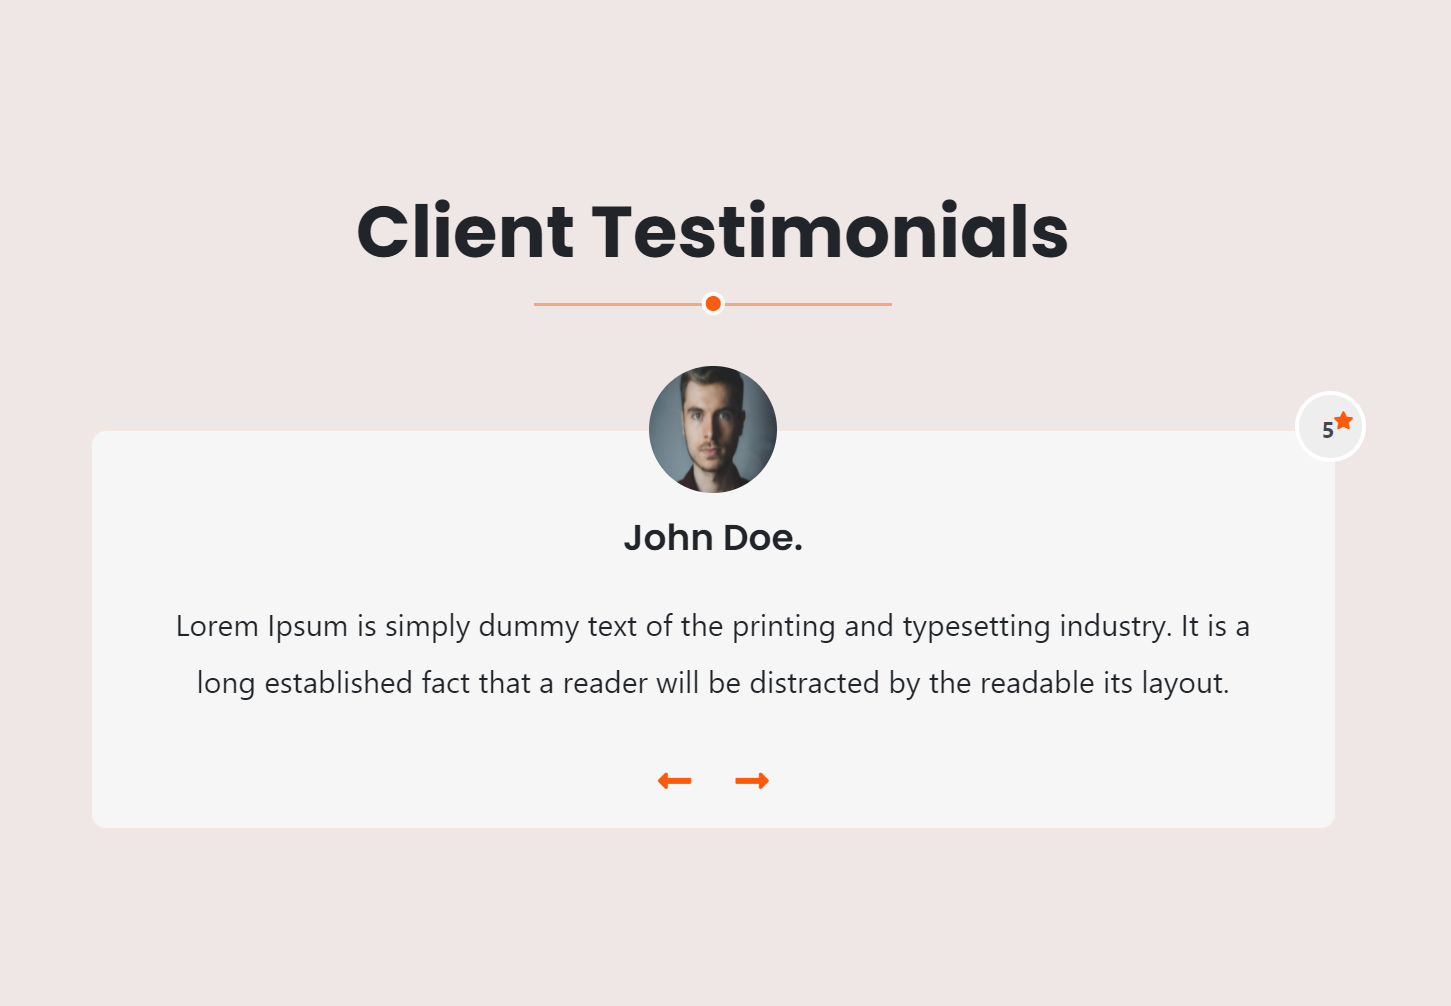 Client Testimonials
5
John Doe.
Lorem Ipsum is simply dummy text of the printing and typesetting industry. It is a
long established fact that a reader will be distracted by the readable its layout.